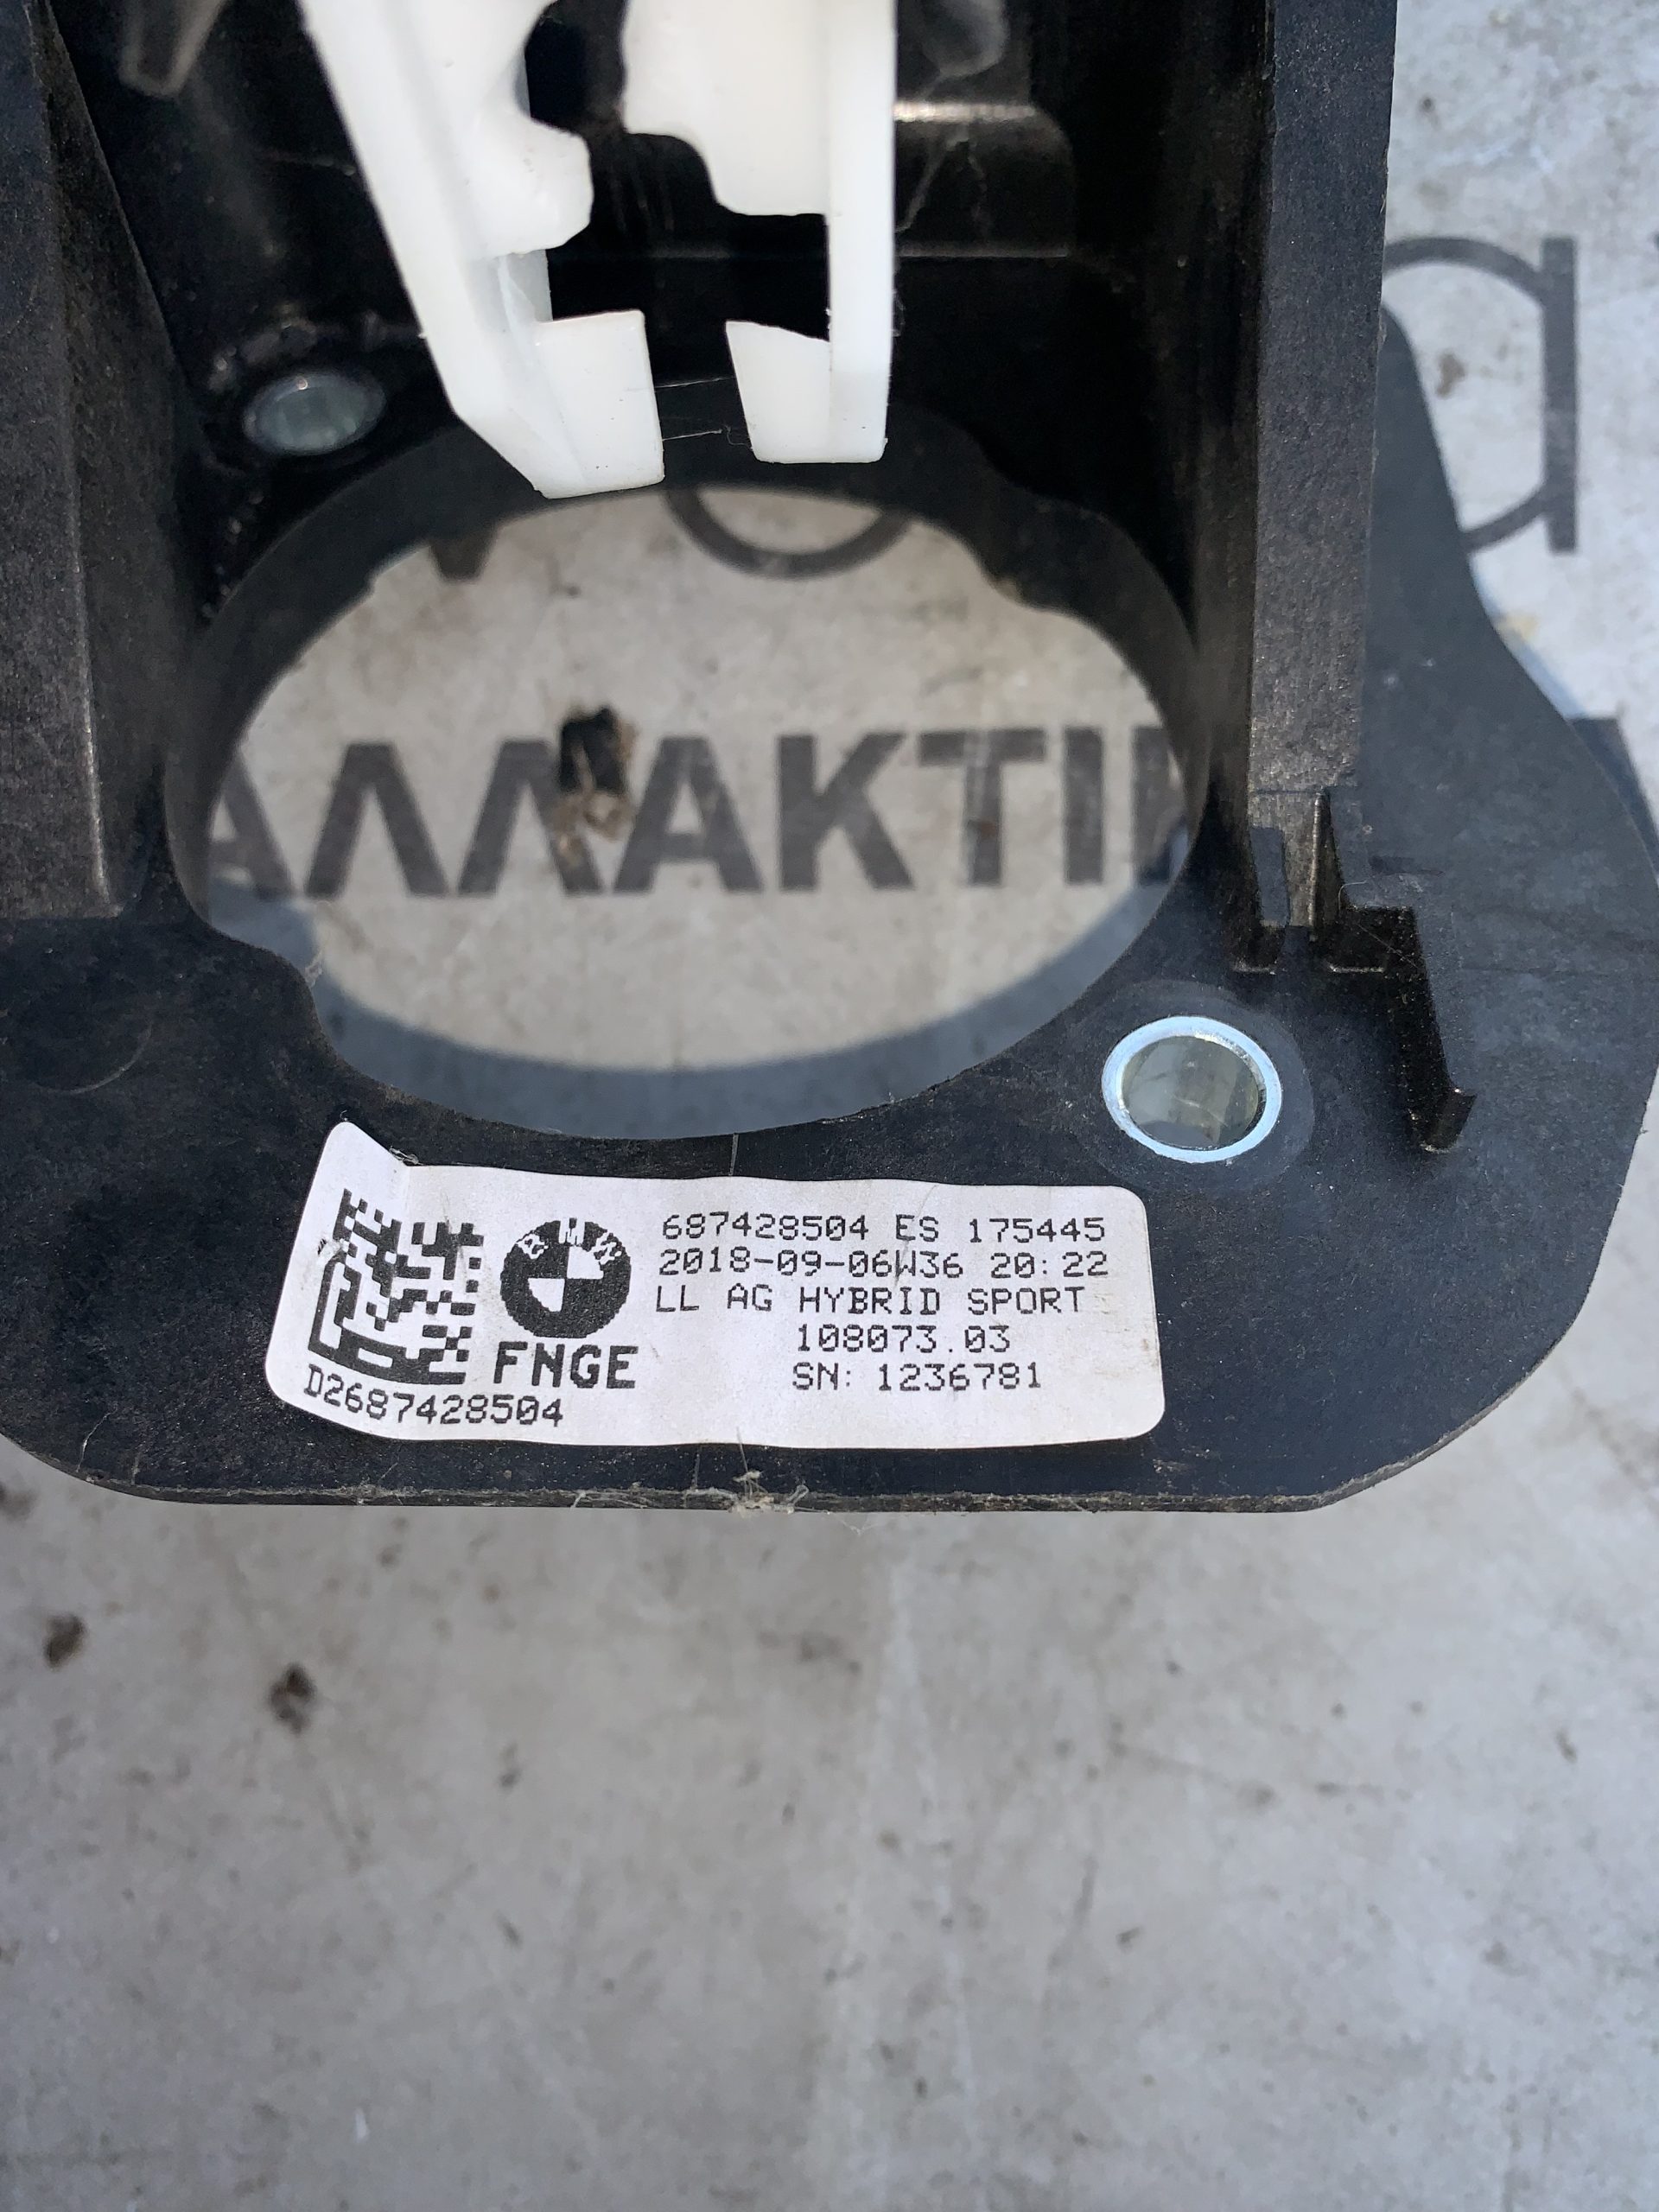 ΑΛΛΑΚΤΙ
687428504 ES 175445
2018-09-06W36 20:22
LL AG HYBRID SPORT
108073.03
SN: 1236781
BMW
FNGE
D2687428504